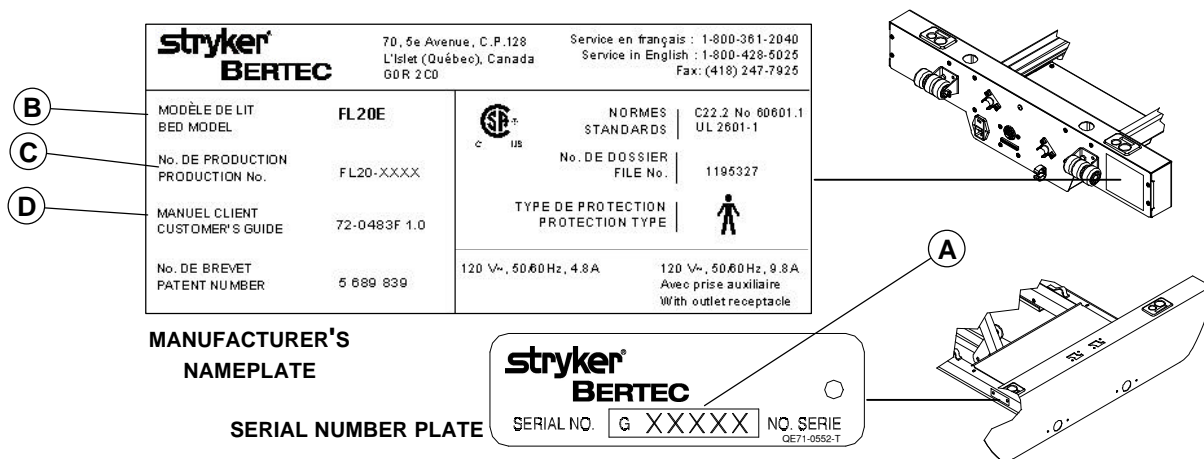 stryker®
BERTEC
70, 5e Avenue, C.P.128
L'Islet (Québec), Canada
G0R 2C0
Service en français : 1-800-361-2040
Service in English : 1-800-428-5025
Fax: (418) 247-7925
B
MODÈLE DE LIT
BED MODEL
FL20E
C
No. DE PRODUCTION
PRODUCTION No.
FL20-XXXX
D
MANUEL CLIENT
CUSTOMER'S GUIDE
72-0483F 1.0
No. DE BREVET
PATENT NUMBER
5 689 839
C US
NORMES
STANDARDS
C22.2 No 60601.1
UL 2601-1
No. DE DOSSIER
FILE No.
1195327
TYPE DE PROTECTION
PROTECTION TYPE
120 V~, 50/60Hz, 4.8A
120 V~, 50/60Hz, 9.8A
Avec prise auxiliaire
With outlet receptacle
MANUFACTURER'S
NAMEPLATE
A
stryker®
BERTEC
SERIAL NO. G XXXXX NO. SERIE
QE71-0552-T
SERIAL NUMBER PLATE